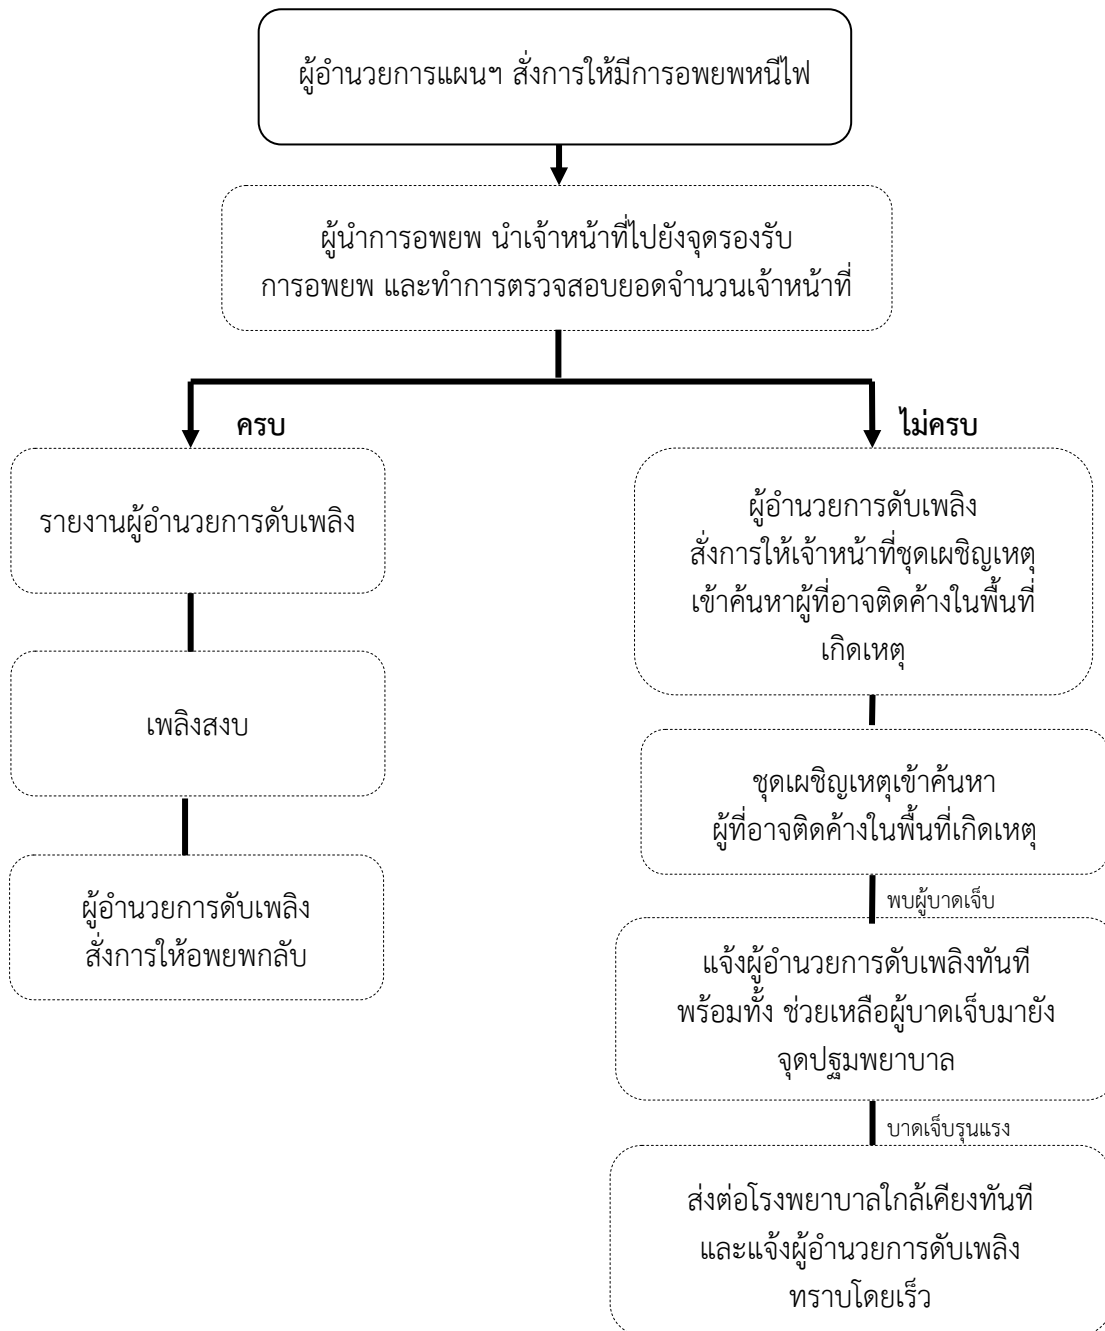 ผู้อำนวยการแผนฯ สั่งการให้มีการอพยพหนีไฟ
ผู้นำการอพยพ นำเจ้าหน้าที่ไปยังจุดรองรับ
การอพยพ และทำการตรวจสอบยอดจำนวนเจ้าหน้าที่
ครบ
รายงานผู้อำนวยการดับเพลิง
เพลิงสงบ
ผู้อำนวยการดับเพลิง
สั่งการให้อพยพกลับ
ไม่ครบ
ผู้อำนวยการดับเพลิง
สั่งการให้เจ้าหน้าที่ชุดเผชิญเหตุ
เข้าค้นหาผู้ที่อาจติดค้างในพื้นที่
เกิดเหตุ
ชุดเผชิญเหตุเข้าค้นหา
ผู้ที่อาจติดค้างในพื้นที่เกิดเหตุ
พบผู้บาดเจ็บ
แจ้งผู้อำนวยการดับเพลิงทันที
พร้อมทั้ง ช่วยเหลือผู้บาดเจ็บมายัง
จุดปฐมพยาบาล
บาดเจ็บรุนแรง
ส่งต่อโรงพยาบาลใกล้เคียงทันที
และแจ้งผู้อำนวยการดับเพลิง
ทราบโดยเร็ว